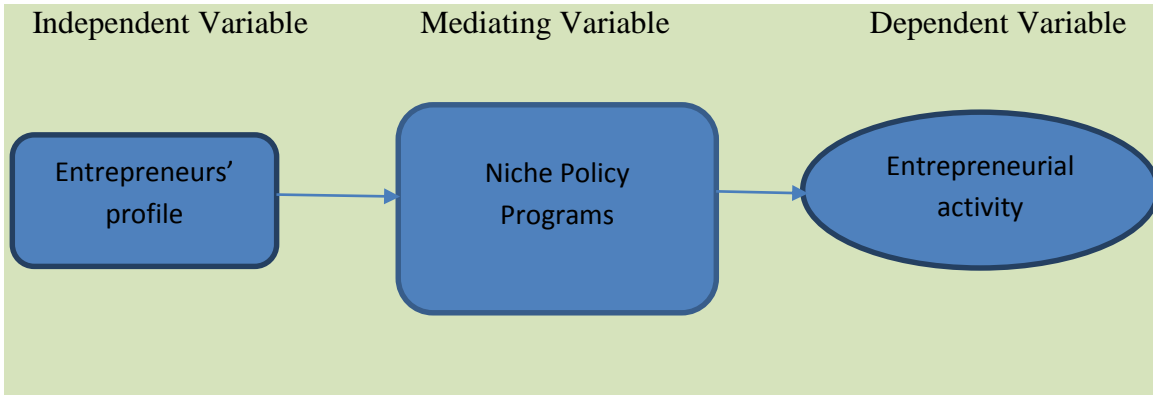 Independent Variable
Mediating Variable
Dependent Variable
Entrepreneurs’
profile
Niche Policy
Programs
Entrepreneurial
activity